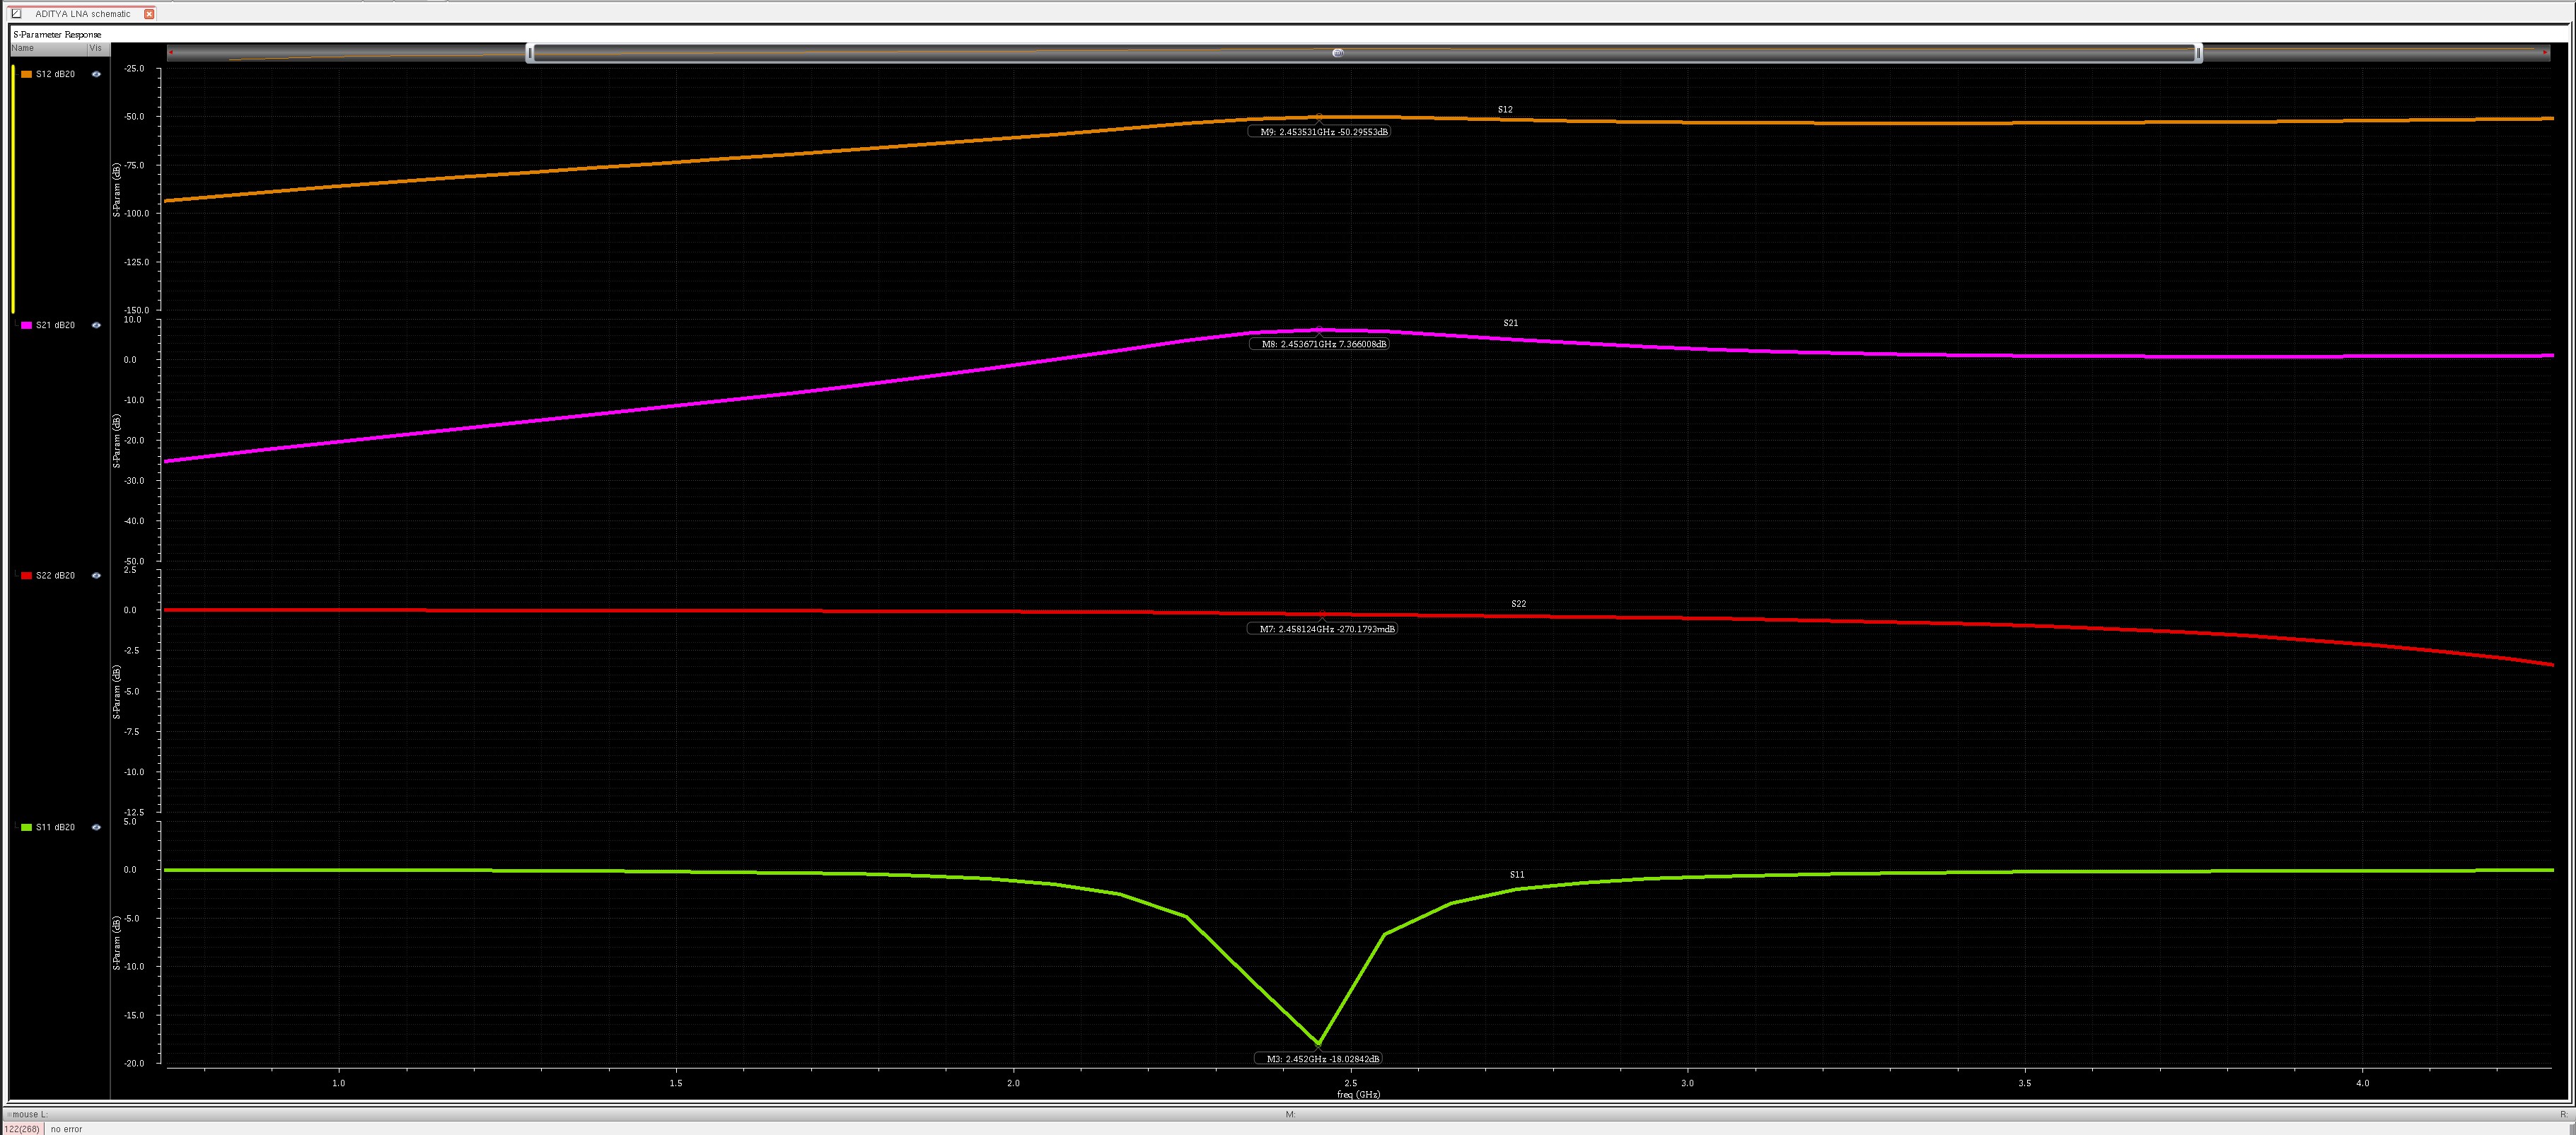 ADITYA LNA schematic
S-Parameter Response
Name Vis
S12 dB20
-25.0
-50.0
-75.0
-100.0
-125.0
-150.0
S-Param (dB)
S12
M9: 2.453531GHz -50.29553dB
S21 dB20
10.0
0.0
-10.0
-20.0
-30.0
-40.0
-50.0
S-Param (dB)
S21
M8: 2.453671GHz 7.366008dB
S22 dB20
2.5
0.0
-2.5
-5.0
-7.5
-10.0
-12.5
S-Param (dB)
S22
M7: 2.458124GHz -270.1793mdB
S11 dB20
5.0
0.0
-5.0
-10.0
-15.0
-20.0
S-Param (dB)
S11
M3: 2.452GHz -18.02842dB
1.0 1.5 2.0 2.5 3.0 3.5 4.0
freq (GHz)
mouse L: M: R:
122(268) no error